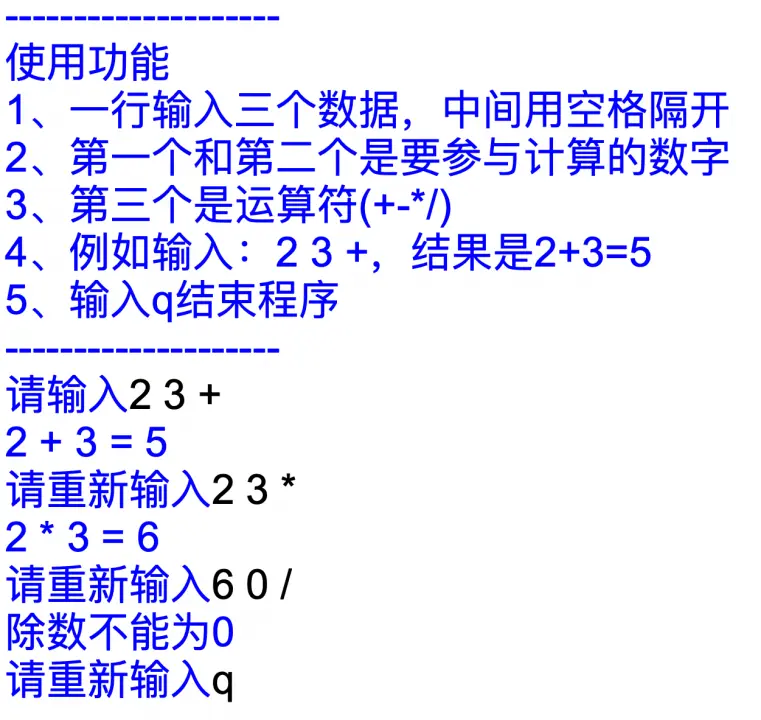 --------------------
使用功能
1、一行输入三个数据，中间用空格隔开
2、第一个和第二个是要参与计算的数字
3、第三个是运算符(+-*/)
4、例如输入：2 3 +，结果是2+3=5
5、输入q结束程序
--------------------
请输入2 3 +
2 + 3 = 5
请重新输入2 3 *
2 * 3 = 6
请重新输入6 0 /
除数不能为0
请重新输入q